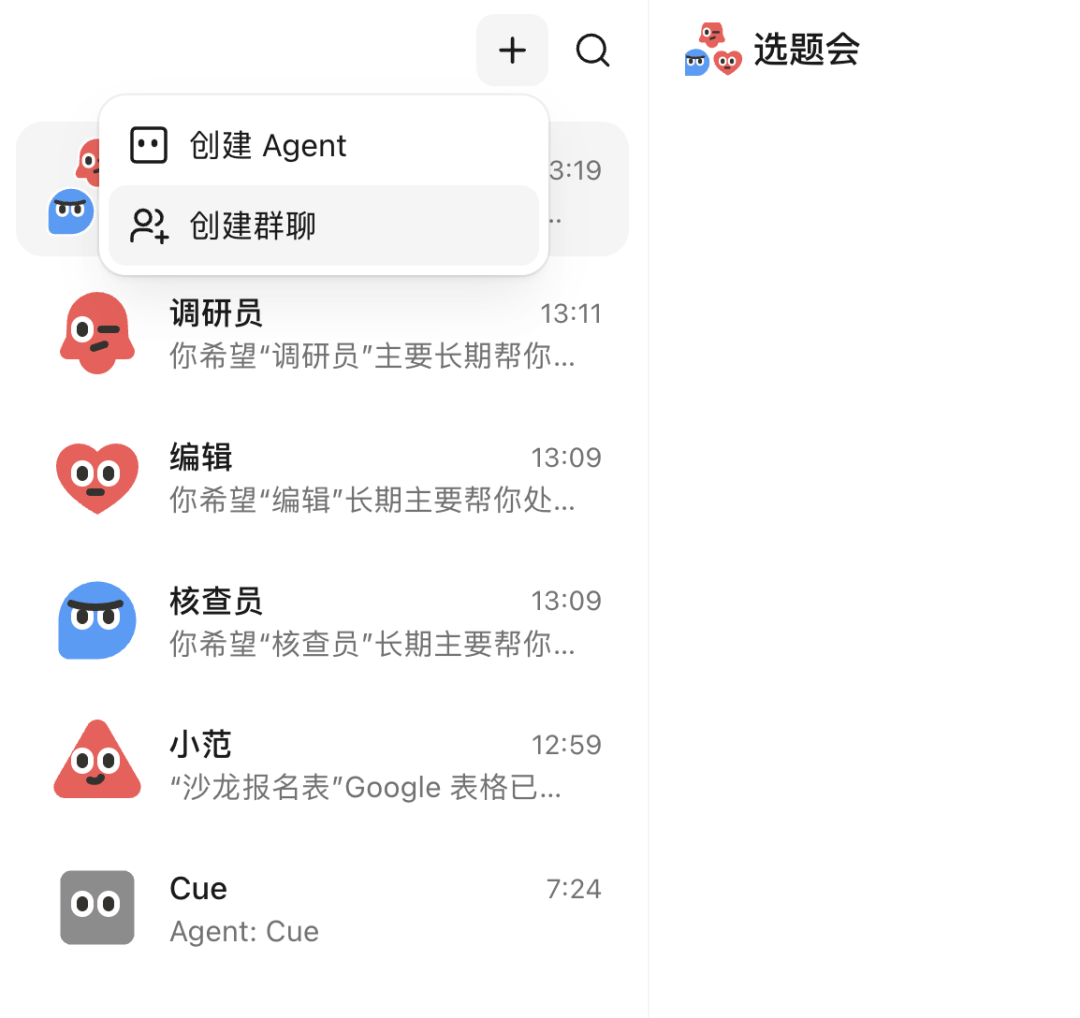 选题会
创建 Agent
3:19
创建群聊
..
调研员
13:11
你希望“调研员”主要长期帮你...
编辑
13:09
你希望“编辑”长期主要帮你处...
核查员
13:09
你希望“核查员”长期主要帮你...
小范
12:59
“沙龙报名表”Google 表格已...
Cue
7:24
Agent: Cue